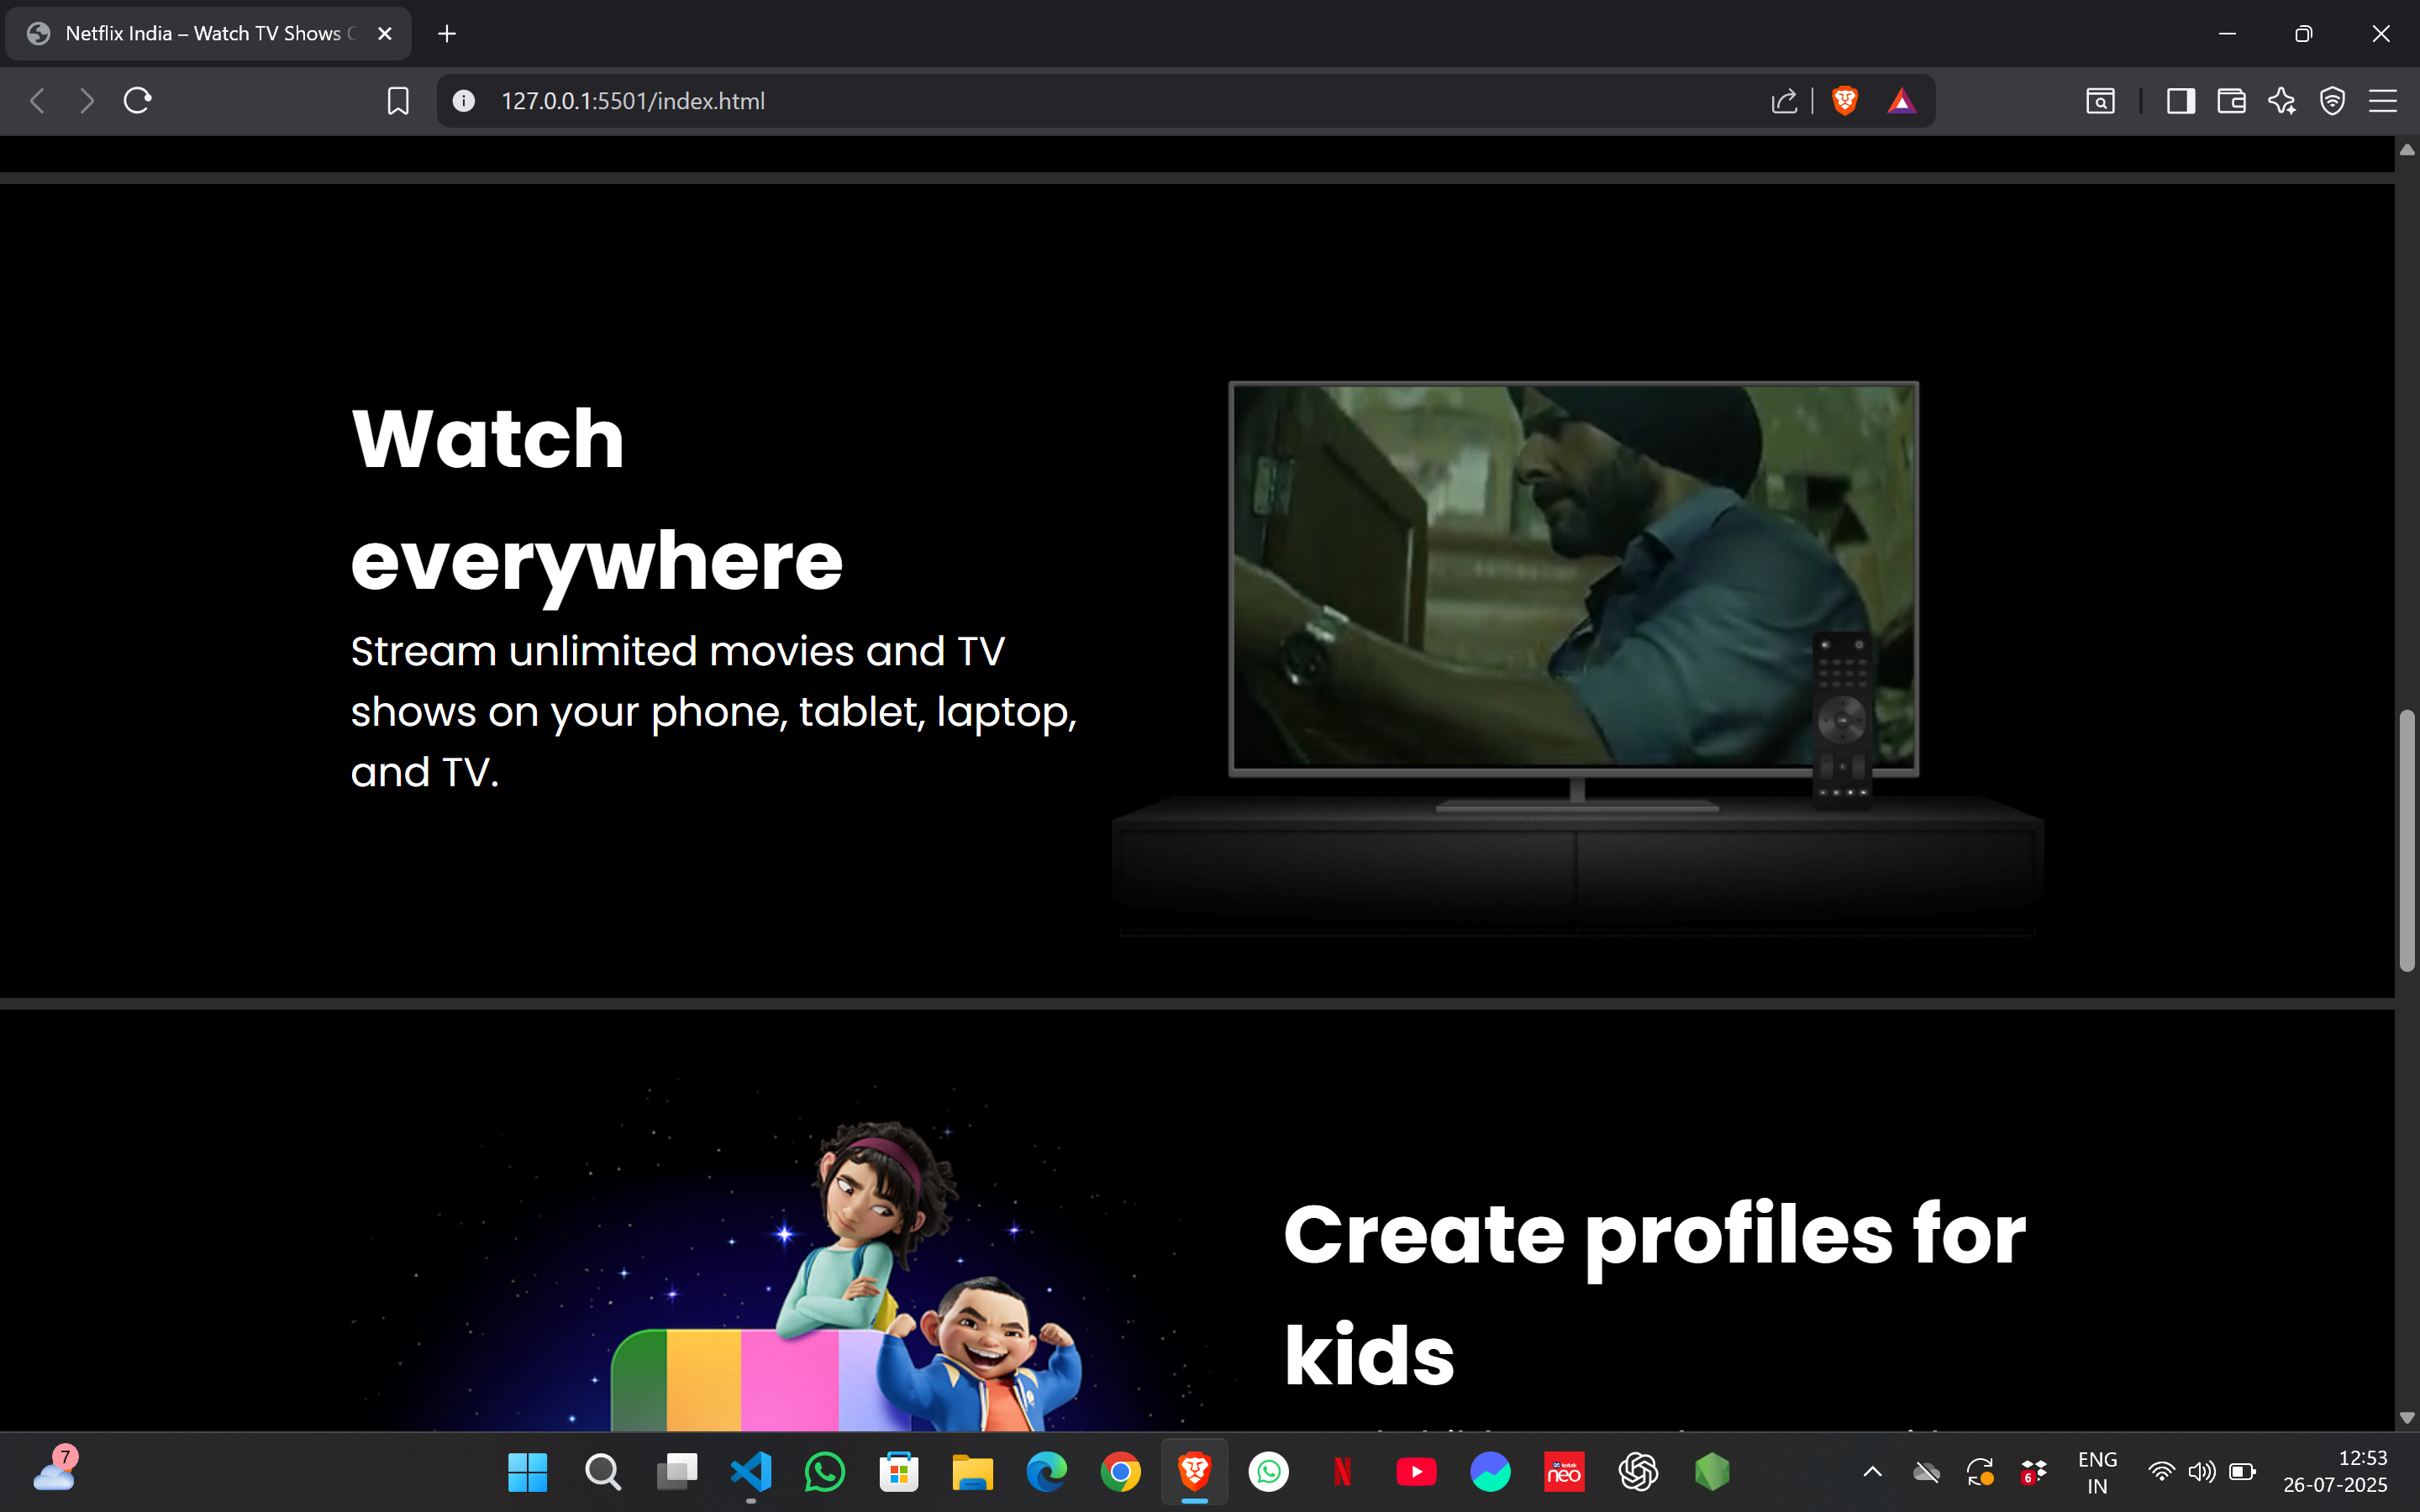 Netflix India – Watch TV Shows
127.0.0.1:5501/index.html
Watch
everywhere
Stream unlimited movies and TV
shows on your phone, tablet, laptop,
and TV.
Create profiles for
kids
7
kotak
neo
6
ENG
IN
12:53
26-07-2025